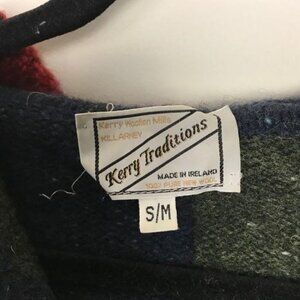 Kerry Woollen Mills
KILLARNEY
Kerry Traditions
MADE IN IRELAND
100% PURE NEW WOOL
S/M